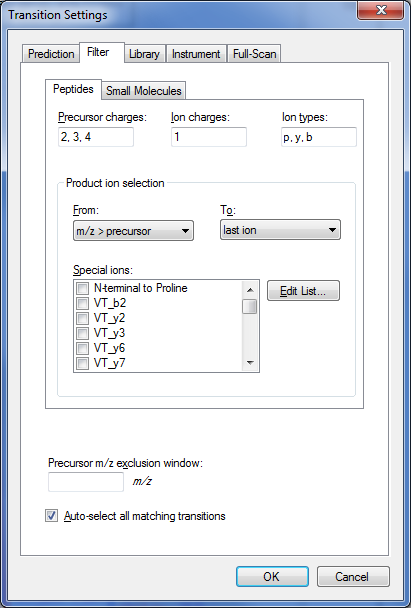 Transition Settings
Prediction Filter Library Instrument Full-Scan
Peptides Small Molecules
Precursor charges: Ion charges: Ion types:
2, 3, 4 1 p, y, b
Product ion selection
From: To:
m/z > precursor last ion
Special ions:
N-terminal to Proline Edit List...
VT_b2
VT_y2
VT_y3
VT_y6
VT_y7
Precursor m/z exclusion window:
m/z
Auto-select all matching transitions
OK Cancel